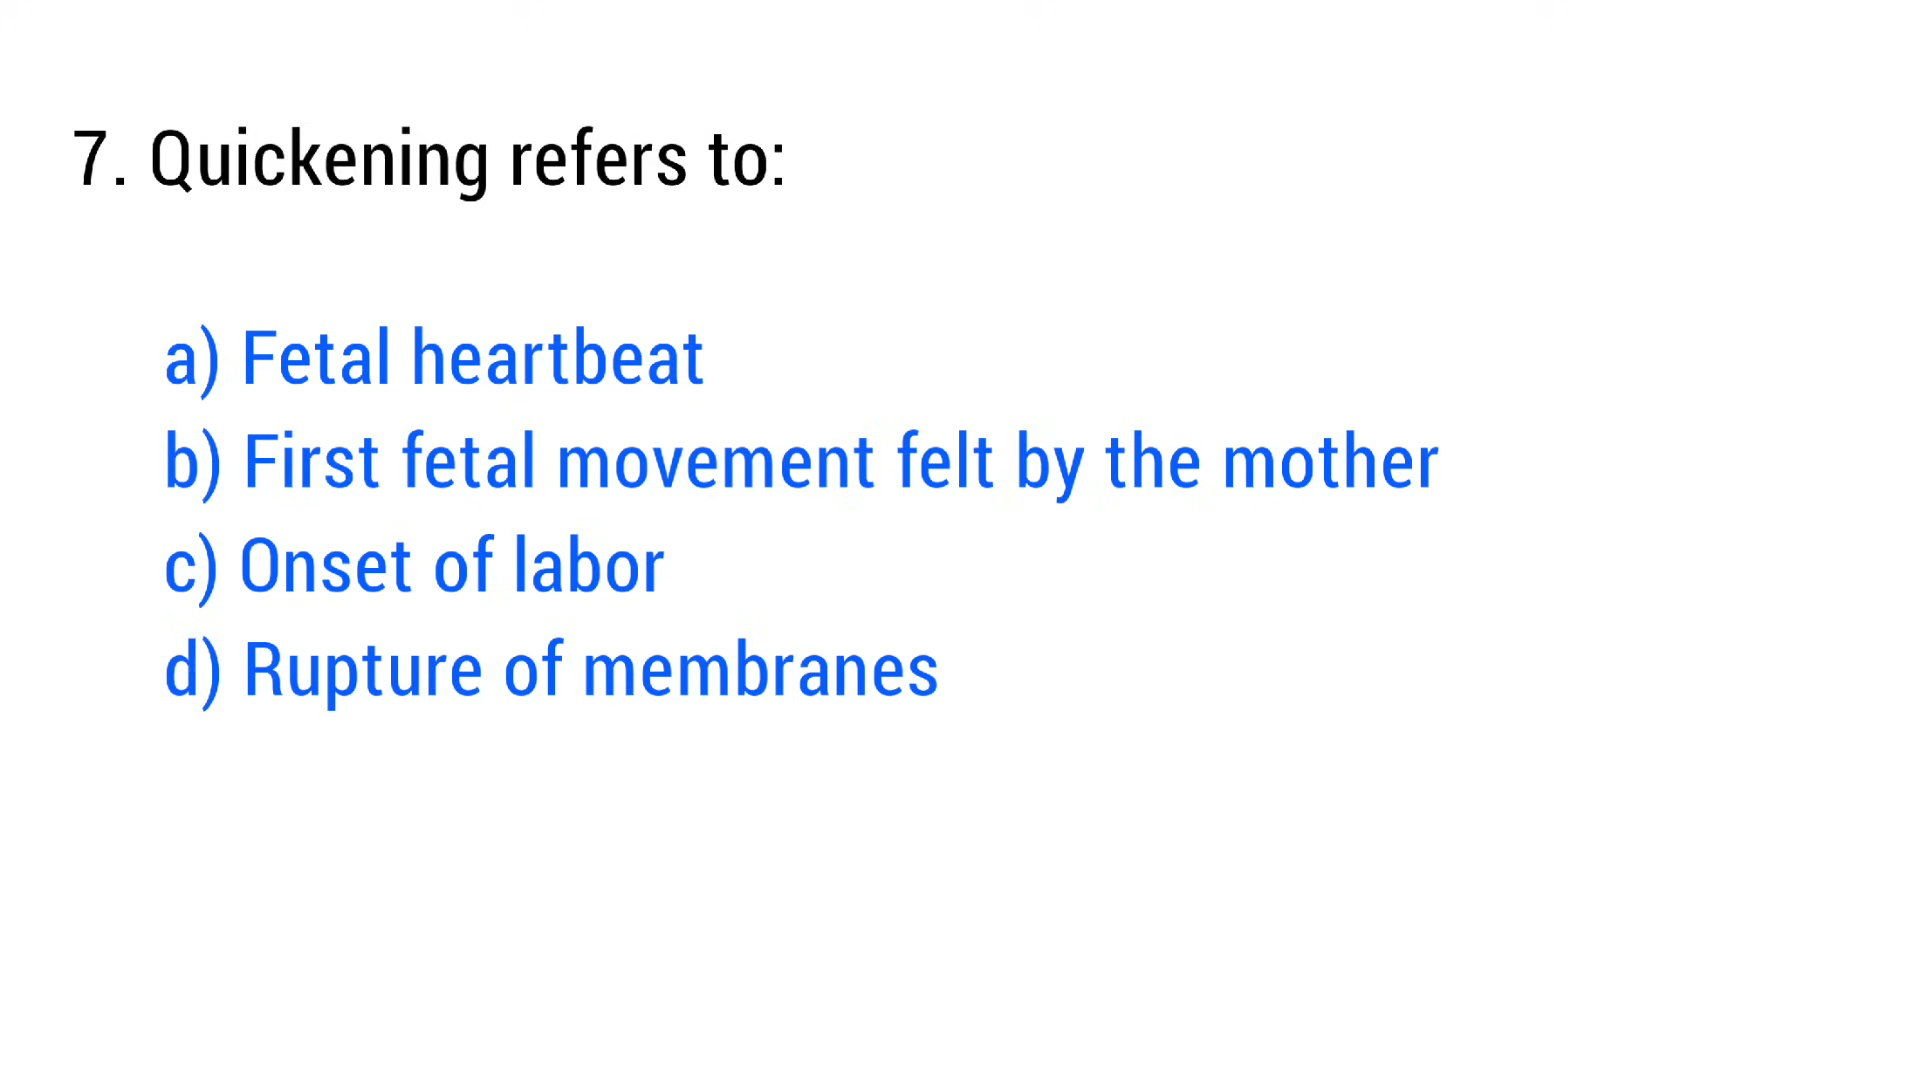 7. Quickening refers to:
a) Fetal heartbeat
b) First fetal movement felt by the mother
c) Onset of labor
d) Rupture of membranes